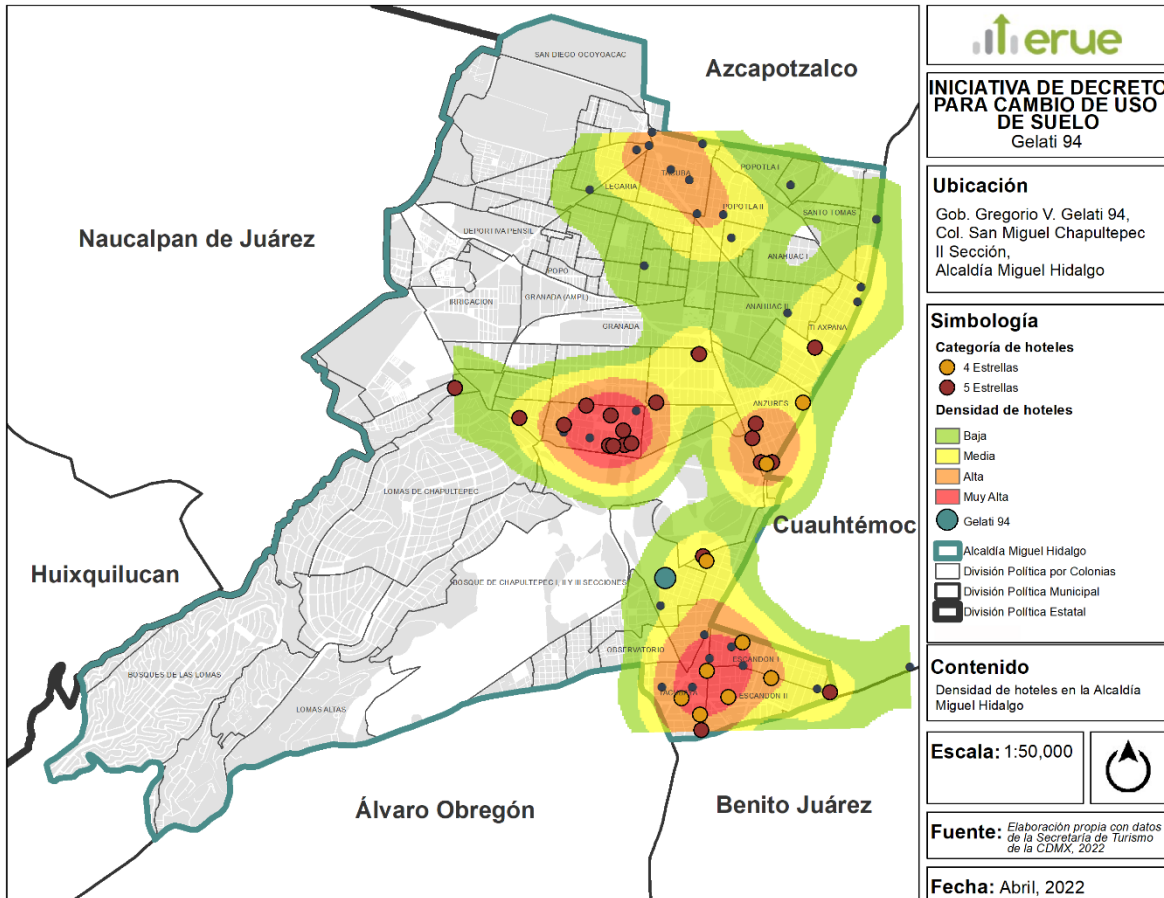 SAN DIEGO OCOYOACAC
Azcapotzalco
TACUBA
POPOTLA I
LEGARIA
POPOTLA II
SANTO TOMAS
DEPORTIVA PENSIL
Naucalpan de Juárez
ANAHUAC I
POPO
IRRIGACION
GRANADA (AMPL)
ANAHUAC II
GRANADA
TLAXPANA
ANZURES
LOMAS DE CHAPULTEPEC
Cuauhtémoc
Huixquilucan
BOSQUE DE CHAPULTEPEC I, II Y III SECCIONES
OBSERVATORIO
ESCANDON I
BOSQUES DE LAS LOMAS
TACUBAYA
ESCANDON II
LOMAS ALTAS
Álvaro Obregón
Benito Juárez
erue
INICIATIVA DE DECRETO
PARA CAMBIO DE USO
DE SUELO
Gelati 94
Ubicación
Gob. Gregorio V. Gelati 94,
Col. San Miguel Chapultepec
II Sección,
Alcaldía Miguel Hidalgo
Simbología
Categoría de hoteles
4 Estrellas
5 Estrellas
Densidad de hoteles
Baja
Media
Alta
Muy Alta
Gelati 94
Alcaldía Miguel Hidalgo
División Política por Colonias
División Política Municipal
División Política Estatal
Contenido
Densidad de hoteles en la Alcaldía
Miguel Hidalgo
Escala: 1:50,000
Fuente: Elaboración propia con datos
de la Secretaría de Turismo
de la CDMX, 2022
Fecha: Abril, 2022